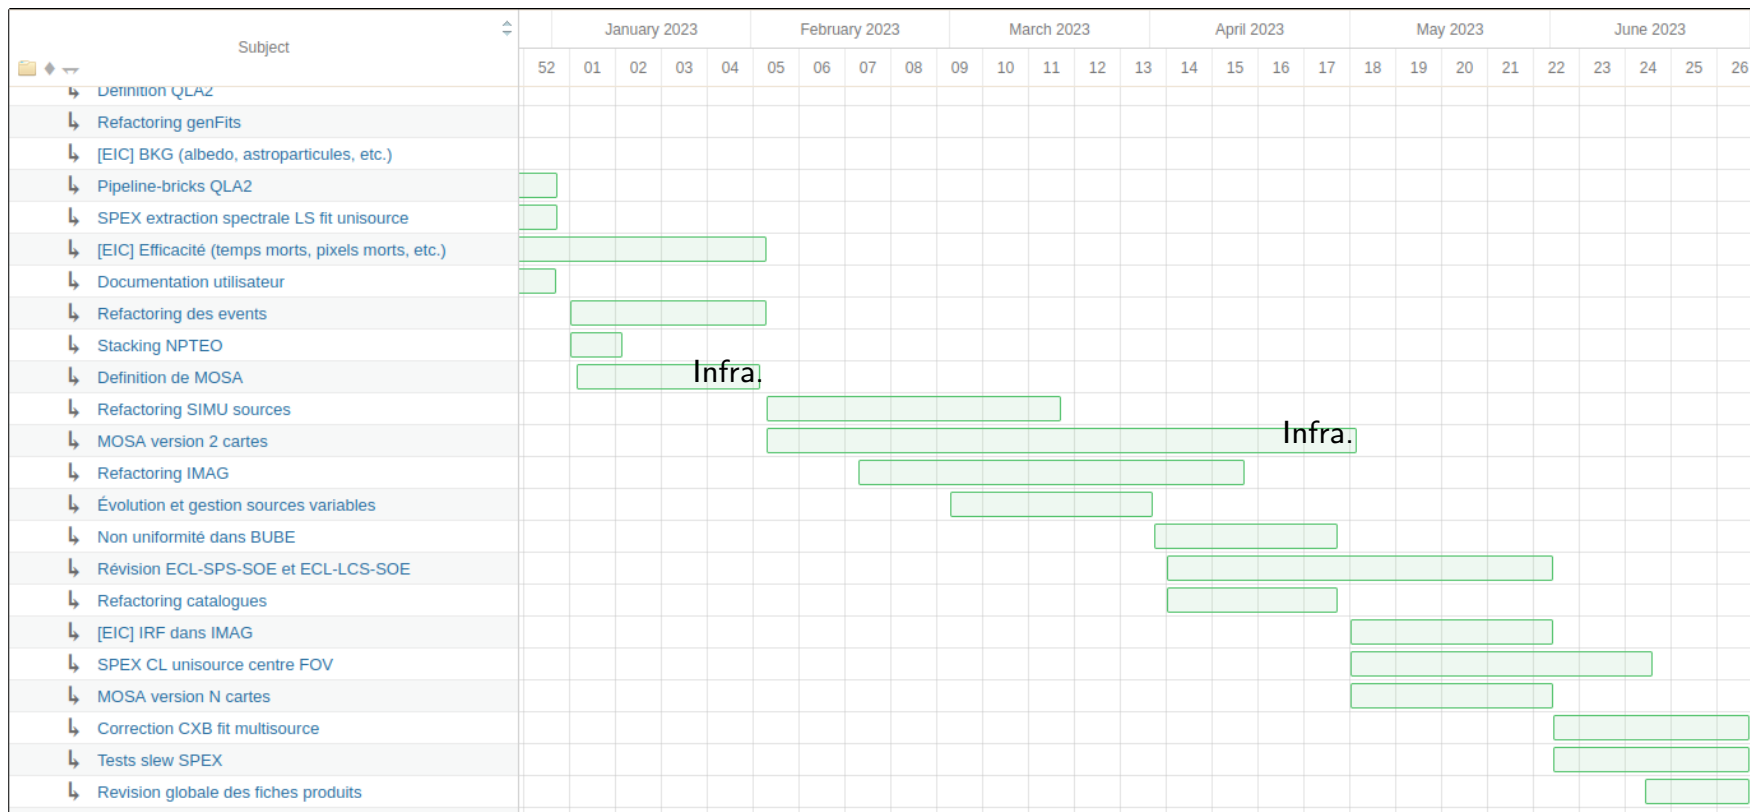 January 2023 February 2023 March 2023 April 2023 May 2023 June 2023
Subject
52 01 02 03 04 05 06 07 08 09 10 11 12 13 14 15 16 17 18 19 20 21 22 23 24 25 26
Definition QLA2
Refactoring genFits
[EIC] BKG (albedo, astroparticules, etc.)
Pipeline-bricks QLA2
SPEX extraction spectrale LS fit unisource
[EIC] Efficacité (temps morts, pixels morts, etc.)
Documentation utilisateur
Refactoring des events
Stacking NPTEO
Definition de MOSA Infra.
Refactoring SIMU sources
MOSA version 2 cartes Infra.
Refactoring IMAG
Évolution et gestion sources variables
Non uniformité dans BUBE
Révision ECL-SPS-SOE et ECL-LCS-SOE
Refactoring catalogues
[EIC] IRF dans IMAG
SPEX CL unisource centre FOV
MOSA version N cartes
Correction CXB fit multisource
Tests slew SPEX
Revision globale des fiches produits